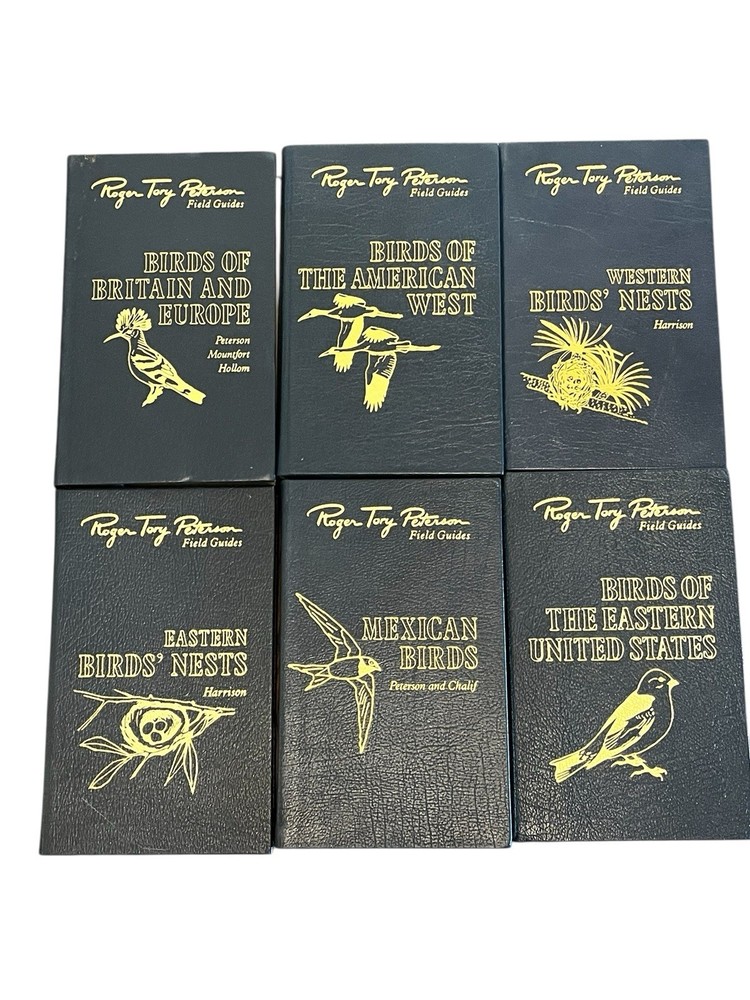 Roger Tory Peterson
Field Guides
BIRDS OF
BRITAIN AND
EUROPE
Peterson
Mountfort
Hollom
Roger Tory Peterson
Field Guides
BIRDS OF
THE AMERICAN
WEST
Roger Tory Peterson
Field Guides
WESTERN
BIRDS' NESTS
Harrison
Roger Tory Peterson
Field Guides
EASTERN
BIRDS' NESTS
Harrison
Roger Tory Peterson
Field Guides
MEXICAN
BIRDS
Peterson and Chalif
Roger Tory Peterson
Field Guides
BIRDS OF
THE EASTERN
UNITED STATES